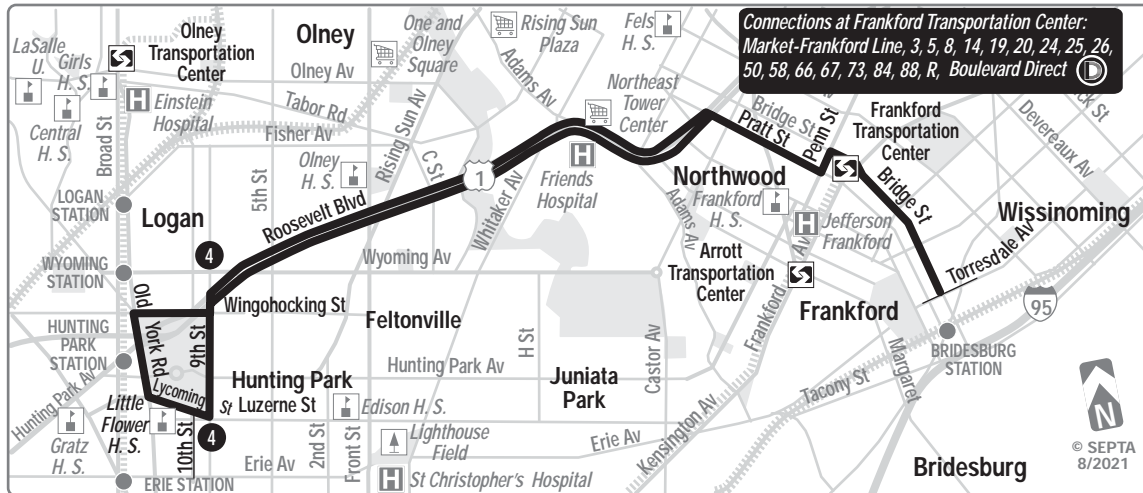 Connections at Frankford Transportation Center:
Market-Frankford Line, 3, 5, 8, 14, 19, 20, 24, 25, 26,
50, 58, 66, 67, 73, 84, 88, R, Boulevard Direct D
LaSalle
U.
Girls
H. S.
Central
H. S.
Olney
Transportation
Center
Olney
One and
Olney
Square
Rising Sun
Plaza
Fels
H. S.
Olney Av
Adams Av
Northeast
Tower
Center
H Einstein
Hospital
Tabor Rd
Fisher Av
Broad St
Rising Sun Av
Bridge St
Penn St
Pratt St
Frankford
Transportation
Center
Devereaux Av
Olney
H. S.
5th St
C St
1
Whitaker Av
H
Friends
Hospital
Northwood
Frankford
H. S.
Bridge St
LOGAN
STATION
Logan
Roosevelt Blvd
Adams Av
H Jefferson
Frankford
Wissinoming
4
WYOMING
STATION
Wyoming Av
Arrott
Transportation
Center
Torresdale Av
Old
York Rd
Wingohocking St
9th St
Feltonville
Frankford Av
Frankford
95
HUNTING
PARK
STATION
Hunting Park Av
Hunting Park Av
H St
Castor Av
Margaret
BRIDESBURG
STATION
Lycoming
St
Hunting Park
Luzerne St
Juniata
Park
Tacony St
Little
Flower
H. S.
Gratz
H. S.
10th St
4
Edison H. S.
2nd St
Front St
Lighthouse
Field
Erie Av
Erie Av
Kensington Av
N
ERIE STATION
H St Christopher's Hospital
Bridesburg
© SEPTA
8/2021